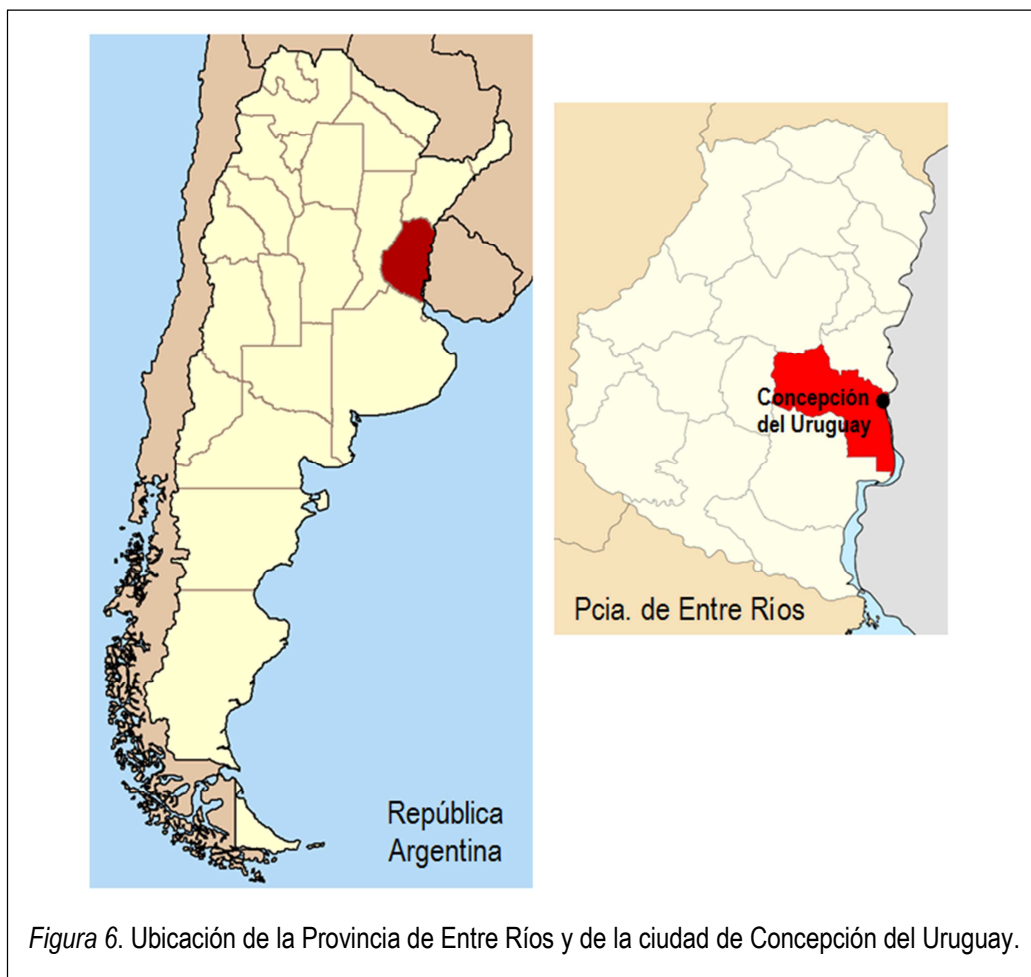 República
Argentina
Concepción
del Uruguay
Pcia. de Entre Ríos
Figura 6. Ubicación de la Provincia de Entre Ríos y de la ciudad de Concepción del Uruguay.